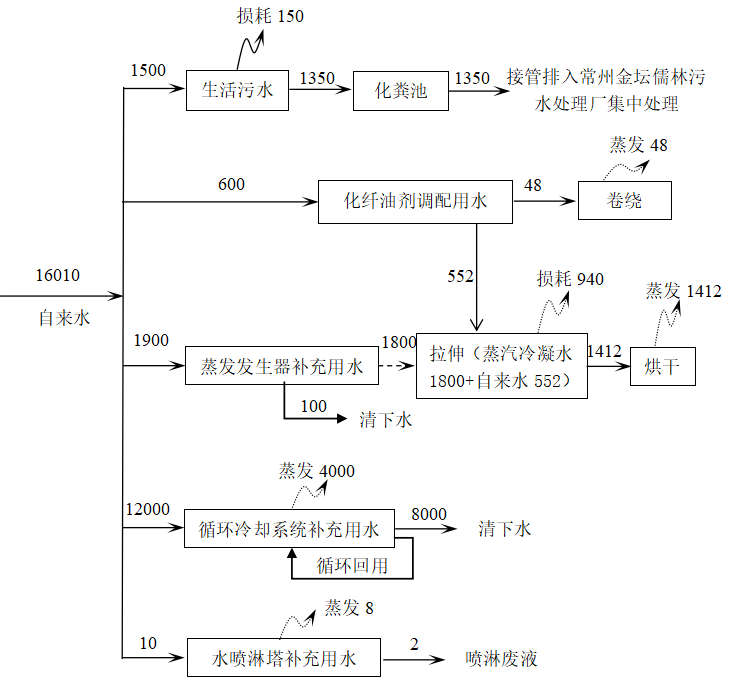 损耗 150
1500
生活污水
1350
化粪池
1350
接管排入常州金坛儒林污
水处理厂集中处理
蒸发 48
600
化纤油剂调配用水
48
卷绕
16010
自来水
552
损耗 940
蒸发 1412
1900
蒸发发生器补充用水
1800
拉伸（蒸汽冷凝水
1800+自来水 552）
1412
烘干
100
清下水
蒸发 4000
12000
循环冷却系统补充用水
8000
清下水
循环回用
蒸发 8
10
水喷淋塔补充用水
2
喷淋废液